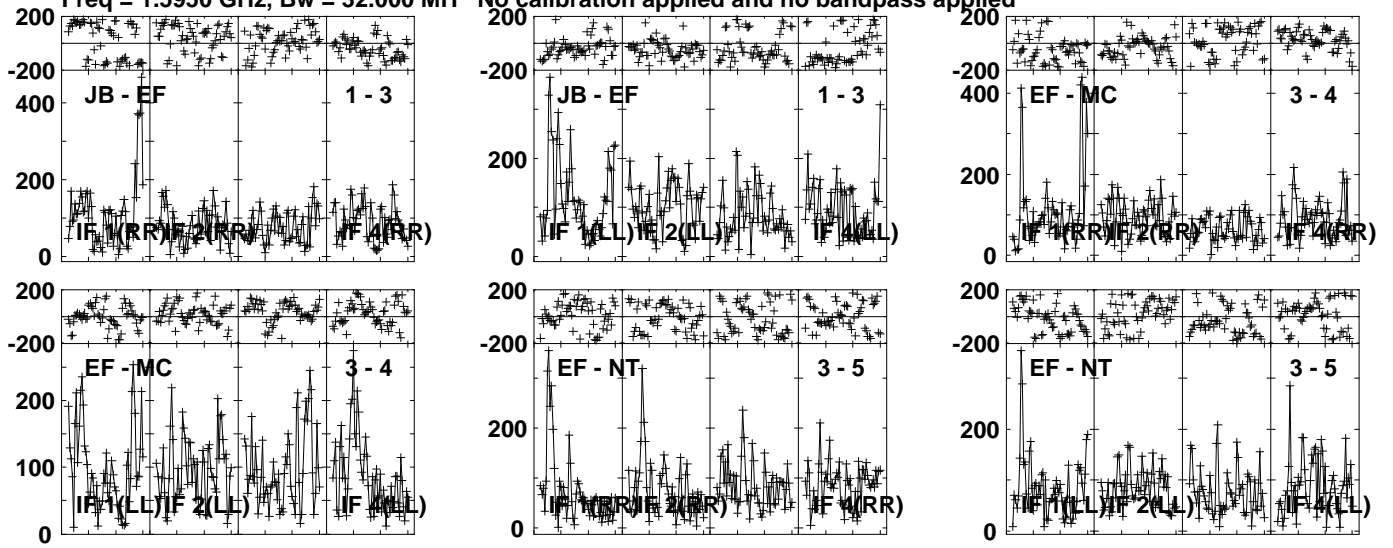 Freq = 1.5950 GHz, Bw = 32.000 MH No calibration applied and no bandpass applied
200
-200
400
200
0
JB - EF
1 - 3
IF 1(RR)
IF 2(RR)
IF 4(RR)
-200
200
200
0
JB - EF
1 - 3
IF 1(LL)
IF 2(LL)
IF 4(LL)
200
-200
400
200
0
EF - MC
3 - 4
IF 1(RR)
IF 2(RR)
IF 4(RR)
200
-200
200
100
0
EF - MC
3 - 4
IF 1(LL)
IF 2(LL)
IF 4(LL)
200
-200
200
0
EF - NT
3 - 5
IF 1(RR)
IF 2(RR)
IF 4(RR)
200
-200
200
0
EF - NT
3 - 5
IF 1(LL)
IF 2(LL)
IF 4(LL)